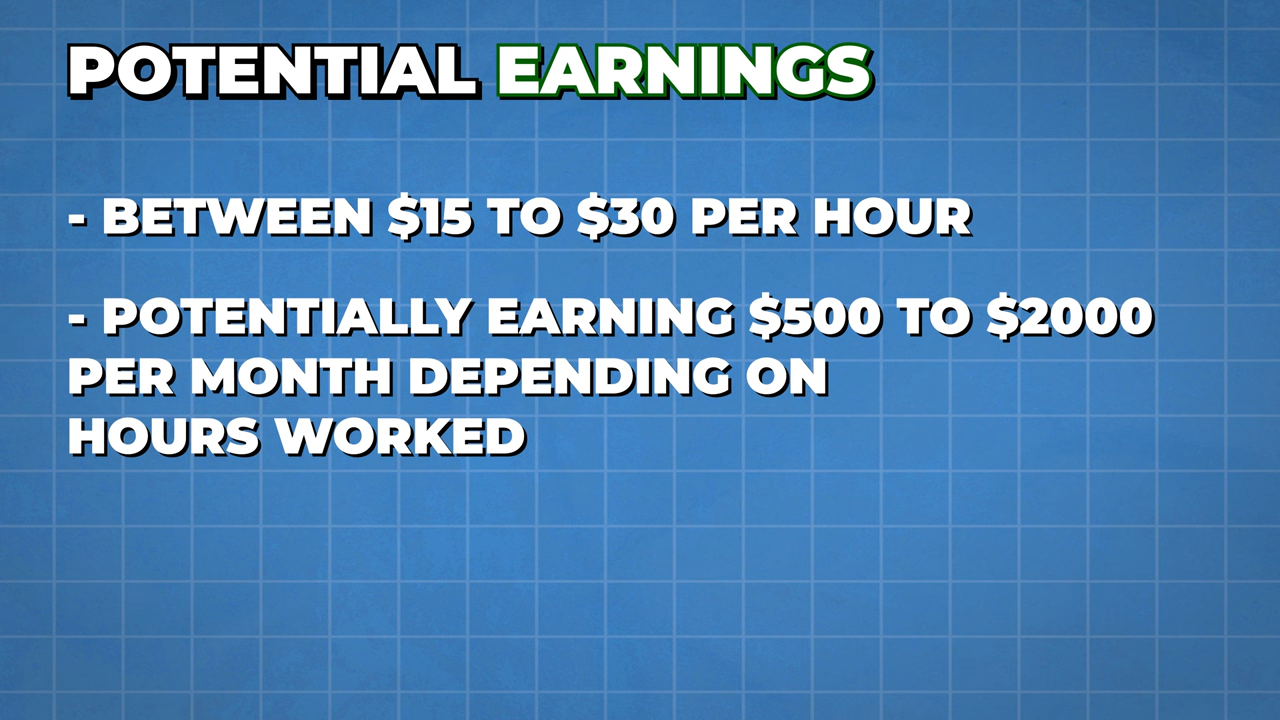 POTENTIAL EARNINGS
- BETWEEN $15 TO $30 PER HOUR
- POTENTIALLY EARNING $500 TO $2000
PER MONTH DEPENDING ON
HOURS WORKED